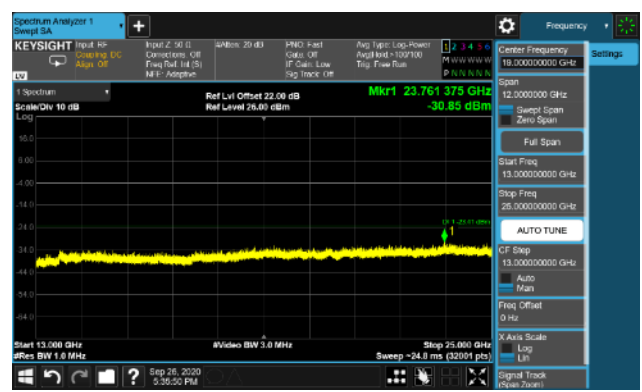 Spectrum Analyzer 1
Swept SA
Frequency
KEYSIGHT
Input: RF
Coupling: DC
Align: Off
Input Z: 50 Ω
Corrections: Off
Freq Ref: Int (S)
NFE: Adaptive
#Atten: 20 dB
PNO: Fast
Gate: Off
IF Gain: Low
Sig Track: Off
Avg Type: Log-Power
Avg|Hold:>100/100
Trig: Free Run
1 2 3 4 5 6
M W W W W W
P N N N N N
LV
1 Spectrum
Scale/Div 10 dB
Log
Ref Lvl Offset 22.00 dB
Ref Level 26.00 dBm
Mkr1 23.761 375 GHz
-30.85 dBm
16.0
6.00
-4.00
-14.0
-24.0
-34.0
-44.0
-54.0
-64.0
1
Start 13.000 GHz
#Res BW 1.0 MHz
#Video BW 3.0 MHz
Stop 25.000 GHz
Sweep ~24.8 ms (32001 pts)
Sep 26, 2020
5:35:50 PM
Center Frequency
19.000000000 GHz
Settings
Span
12.0000000 GHz
Swept Span
Zero Span
Full Span
Start Freq
13.000000000 GHz
Stop Freq
25.000000000 GHz
AUTO TUNE
CF Step
13.000000000 GHz
Auto
Man
Freq Offset
0 Hz
X Axis Scale
Log
Lin
Signal Track
(Span Zoom)